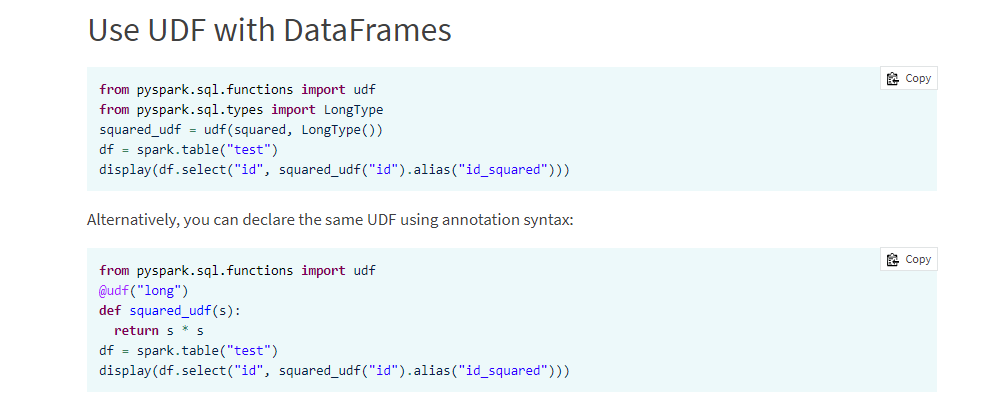 Use UDF with DataFrames
Copy
from pyspark.sql.functions import udf
from pyspark.sql.types import LongType
squared_udf = udf(squared, LongType())
df = spark.table("test")
display(df.select("id", squared_udf("id").alias("id_squared")))
Alternatively, you can declare the same UDF using annotation syntax:
Copy
from pyspark.sql.functions import udf
@udf("long")
def squared_udf(s):
  return s * s
df = spark.table("test")
display(df.select("id", squared_udf("id").alias("id_squared")))